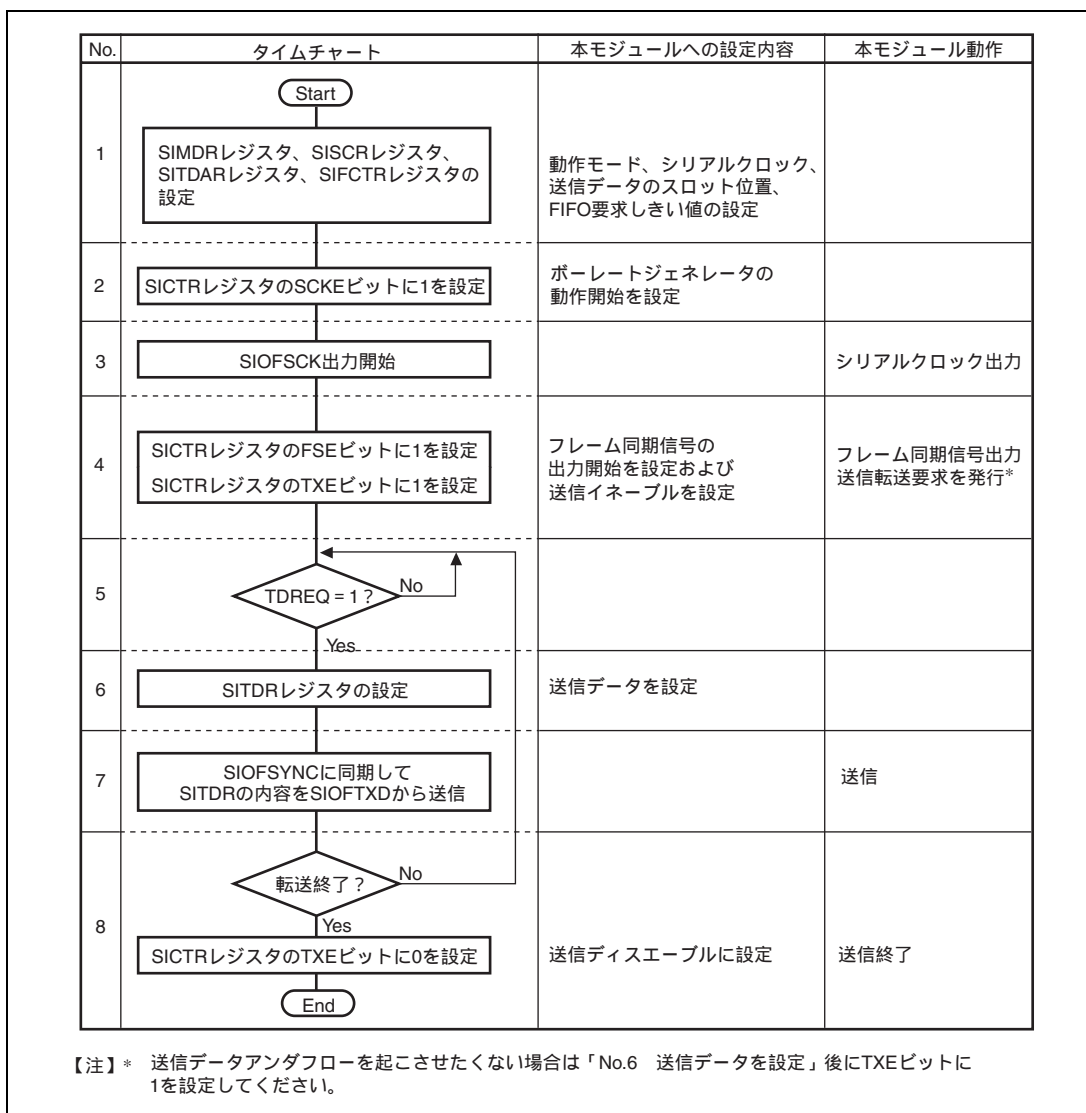 No. タイムチャート 本モジュールへの設定内容 本モジュール動作
Start
1
SIMDRレジスタ、SISCRレジスタ、
SITDARレジスタ、SIFCTRレジスタの
設定
動作モード、シリアルクロック、
送信データのスロット位置、
FIFO要求しきい値の設定
2
SICTRレジスタのSCKEビットに1を設定
ボーレートジェネレータの
動作開始を設定
3
SIOFSCK出力開始
シリアルクロック出力
4
SICTRレジスタのFSEビットに1を設定
SICTRレジスタのTXEビットに1を設定
フレーム同期信号の
出力開始を設定および
送信イネーブルを設定
フレーム同期信号出力
送信転送要求を発行*
5
TDREQ = 1？
No
Yes
6
SITDRレジスタの設定
送信データを設定
7
SIOFSYNCに同期して
SITDRの内容をSIOFTXDから送信
送信
8
転送終了？
No
Yes
SICTRレジスタのTXEビットに0を設定
送信ディスエーブルに設定
送信終了
End
【注】* 送信データアンダフローを起こさせたくない場合は「No.6 送信データを設定」後にTXEビットに
1を設定してください。